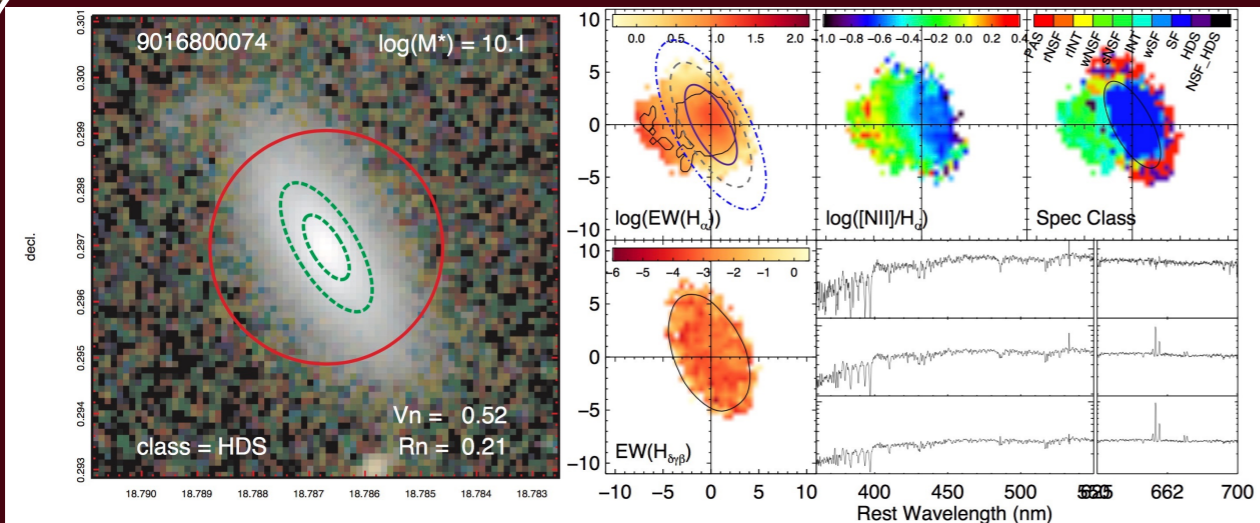 9016800074
log(M*) = 10.1
decl.
0.301
0.300
0.299
0.298
0.297
0.296
0.295
0.294
0.293
Vn = 0.52
class = HDS
Rn = 0.21
18.790 18.789 18.788 18.787 18.786 18.785 18.784 18.783
10
5
0
−5
−10
0.0 0.5 1.0 1.5 2.0
log(EW(Hα))
-1.0 -0.8 -0.6 -0.4 -0.2 0.0 0.2 0.4
log([NII]/Hα)
PAS rNSF rINT wNSF sNSF INT wSF SF HDS NSF_HDS
Spec Class
10
5
0
−5
−10
−6 −5 −4 −3 −2 −1 0
EW(Hδγβ)
−10 −5 0 5 10
400 450 500 662 700
Rest Wavelength (nm)